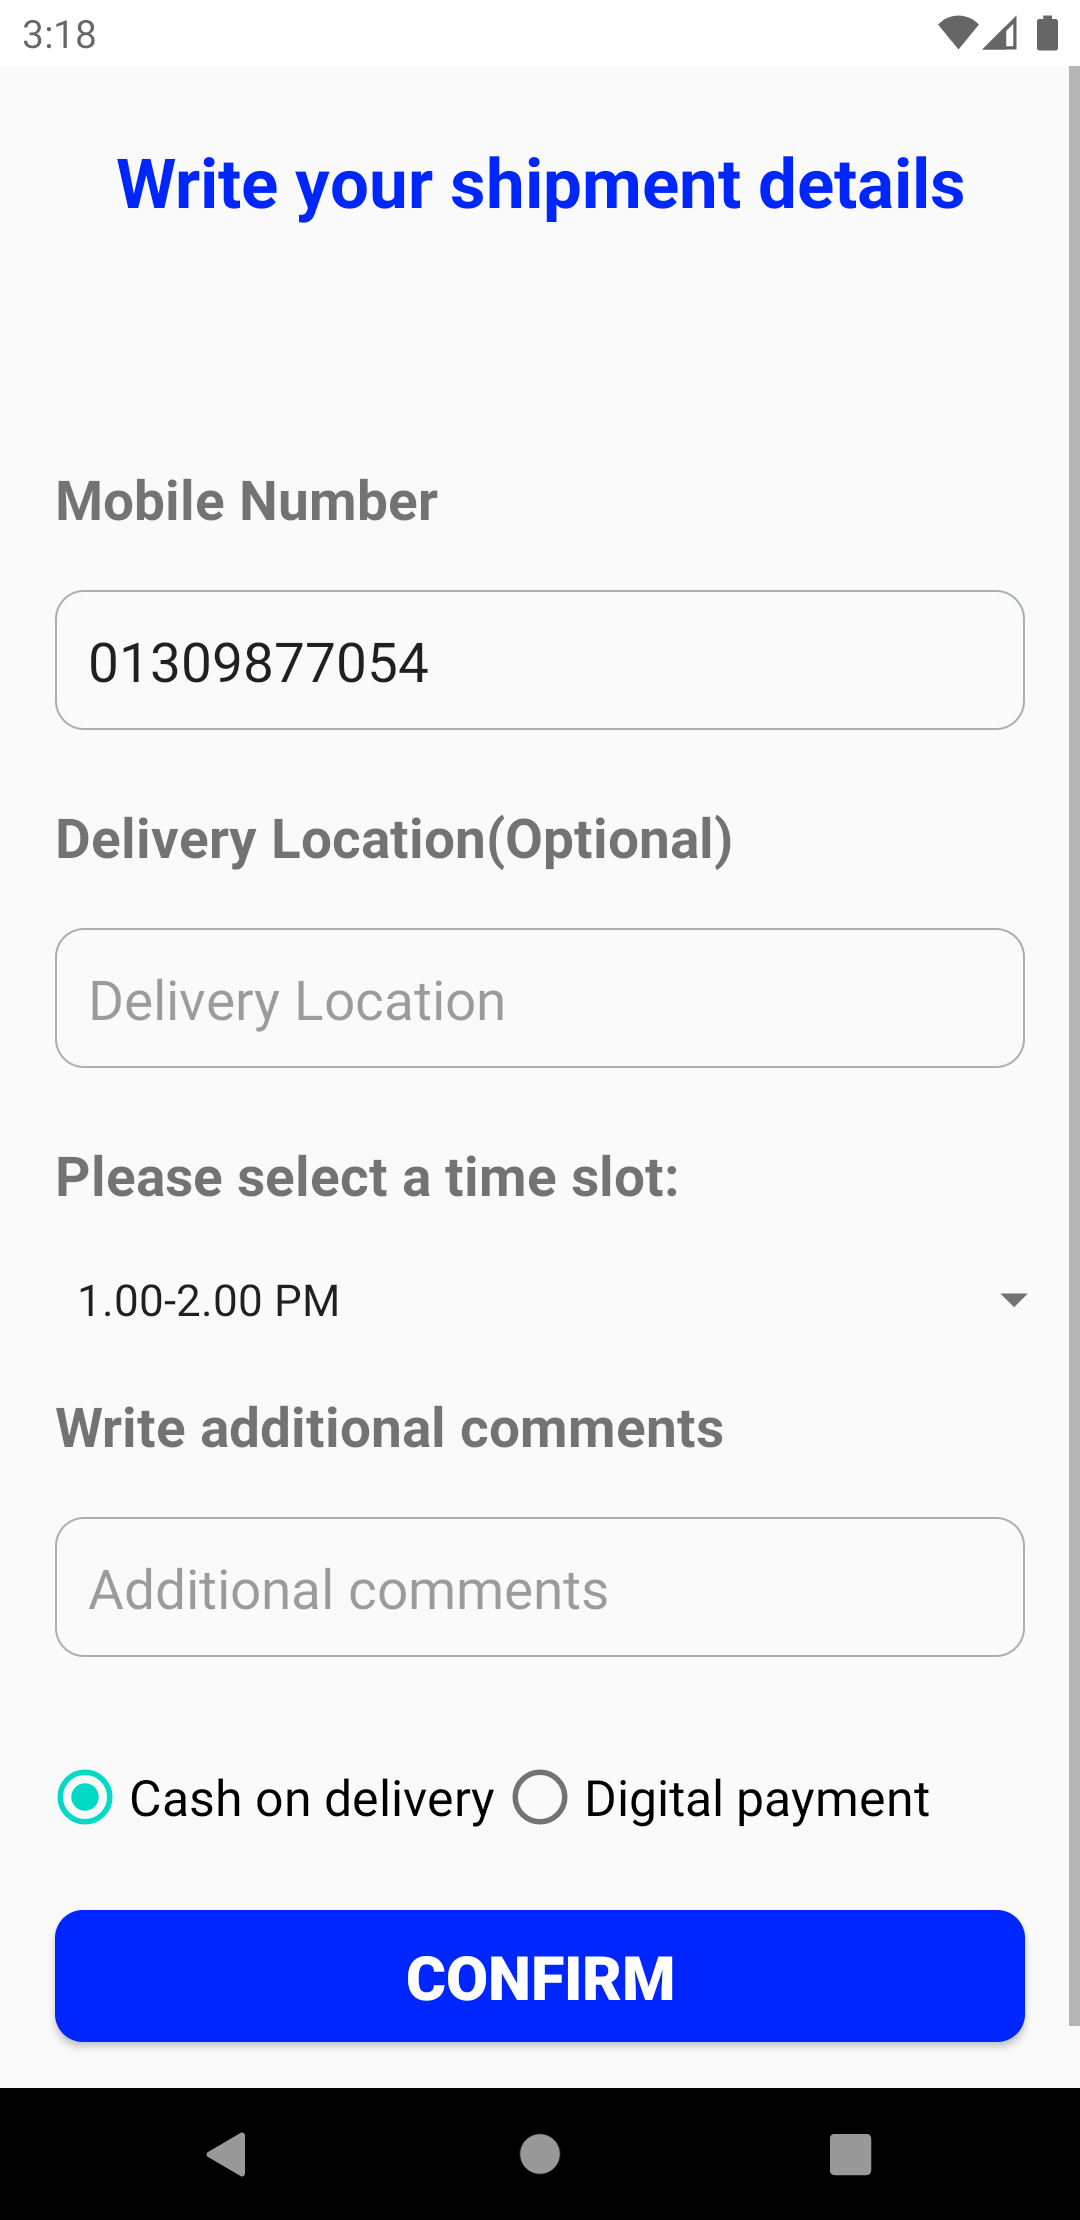 3:18
Write your shipment details
Mobile Number
01309877054
Delivery Location(Optional)
Delivery Location
Please select a time slot:
1.00-2.00 PM
Write additional comments
Additional comments
Cash on delivery Digital payment
CONFIRM